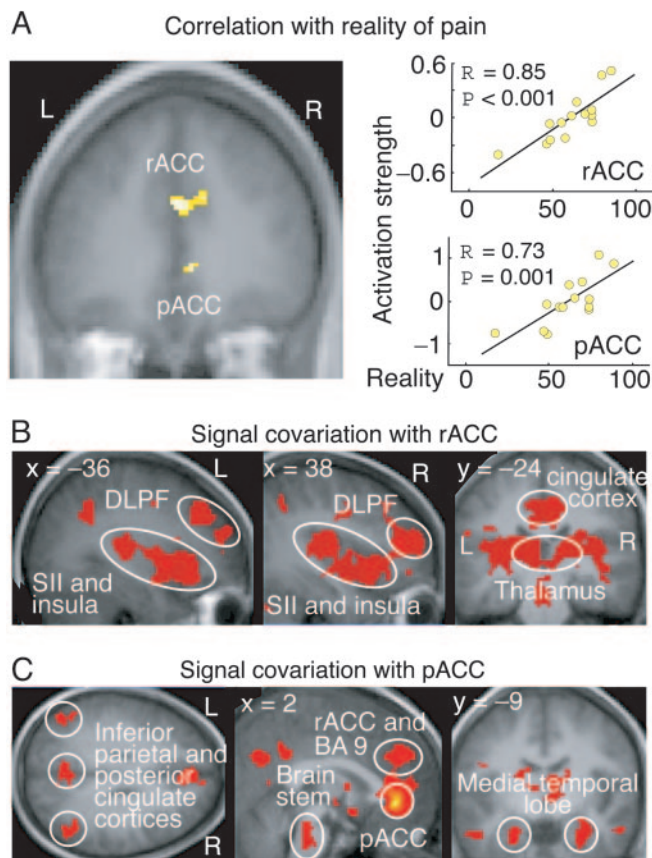 A
Correlation with reality of pain
L
R
rACC
pACC
Activation strength
0.6
0
−0.6
R = 0.85
P < 0.001
rACC
0
50
100
1
0
−1
R = 0.73
P = 0.001
pACC
Reality
0
50
100
B
Signal covariation with rACC
x = −36
L
DLPF
SII and
insula
x = 38
R
DLPF
SII and insula
y = −24
cingulate
cortex
L
R
Thalamus
C
Signal covariation with pACC
L
Inferior
parietal and
posterior
cingulate
cortices
R
x = 2
rACC and
BA 9
Brain
stem
pACC
y = −9
Medial temporal
lobe